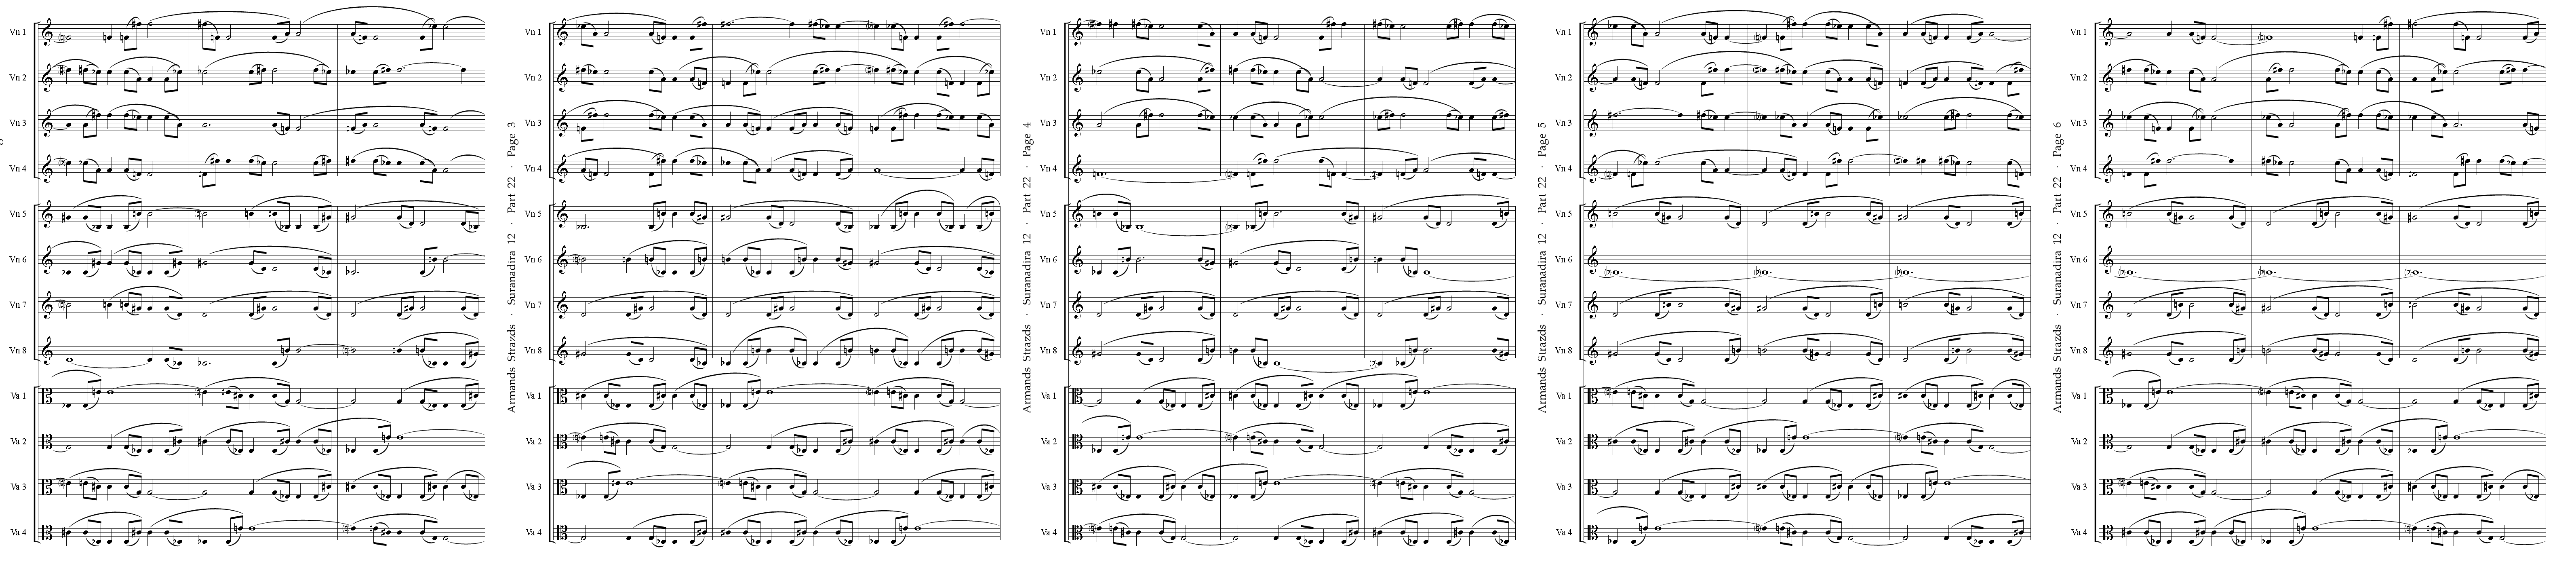 Vn 1
Vn 2
Vn 3
Vn 4
Vn 5
Vn 6
Vn 7
Vn 8
Va 1
Va 2
Va 3
Va 4
Armands Strazds · Suranadira 12 · Part 22 · Page 3
Vn 1
Vn 2
Vn 3
Vn 4
Vn 5
Vn 6
Vn 7
Vn 8
Va 1
Va 2
Va 3
Va 4
Armands Strazds · Suranadira 12 · Part 22 · Page 4
Vn 1
Vn 2
Vn 3
Vn 4
Vn 5
Vn 6
Vn 7
Vn 8
Va 1
Va 2
Va 3
Va 4
Armands Strazds · Suranadira 12 · Part 22 · Page 5
Vn 1
Vn 2
Vn 3
Vn 4
Vn 5
Vn 6
Vn 7
Vn 8
Va 1
Va 2
Va 3
Va 4
Armands Strazds · Suranadira 12 · Part 22 · Page 6
Vn 1
Vn 2
Vn 3
Vn 4
Vn 5
Vn 6
Vn 7
Vn 8
Va 1
Va 2
Va 3
Va 4